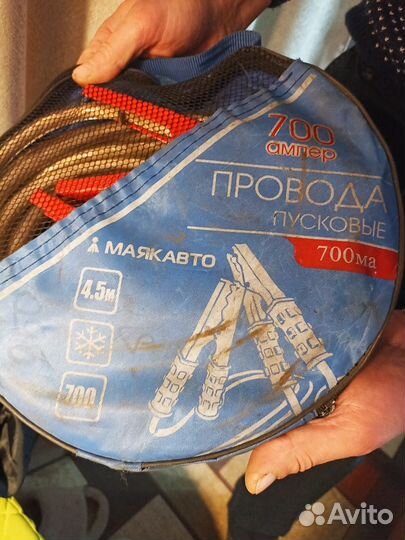 700
ампер
ПРОВОДА
ПУСКОВЫЕ
700ма
МАЯКАВТО
4.5м
700
Avito